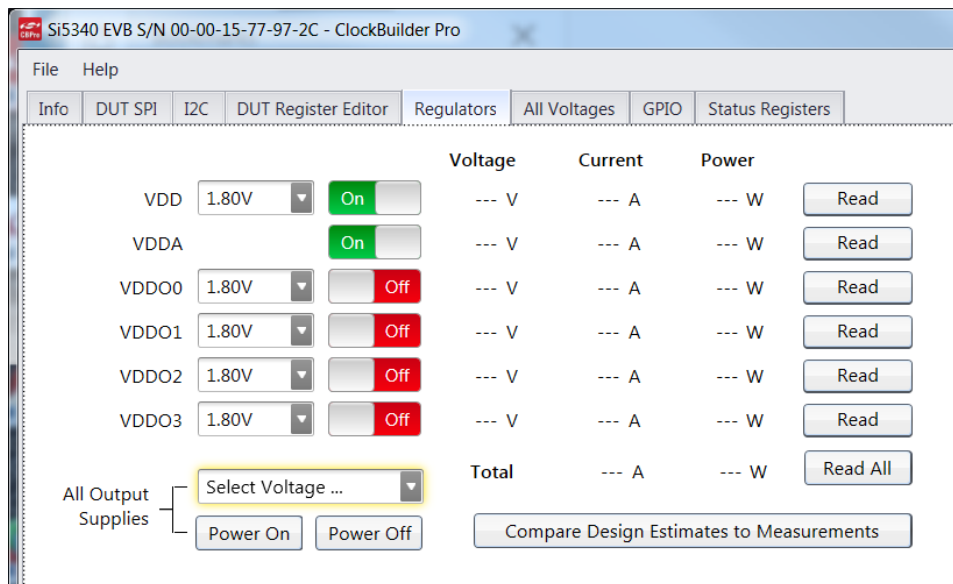 CBPro
Si5340 EVB S/N 00-00-15-77-97-2C - ClockBuilder Pro
File Help
Info DUT SPI I2C DUT Register Editor Regulators All Voltages GPIO Status Registers
Voltage Current Power
VDD 1.80V On --- V --- A --- W Read
VDDA On --- V --- A --- W Read
VDDO0 1.80V Off --- V --- A --- W Read
VDDO1 1.80V Off --- V --- A --- W Read
VDDO2 1.80V Off --- V --- A --- W Read
VDDO3 1.80V Off --- V --- A --- W Read
Total --- A --- W Read All
All Output Supplies
Select Voltage ...
Power On Power Off
Compare Design Estimates to Measurements